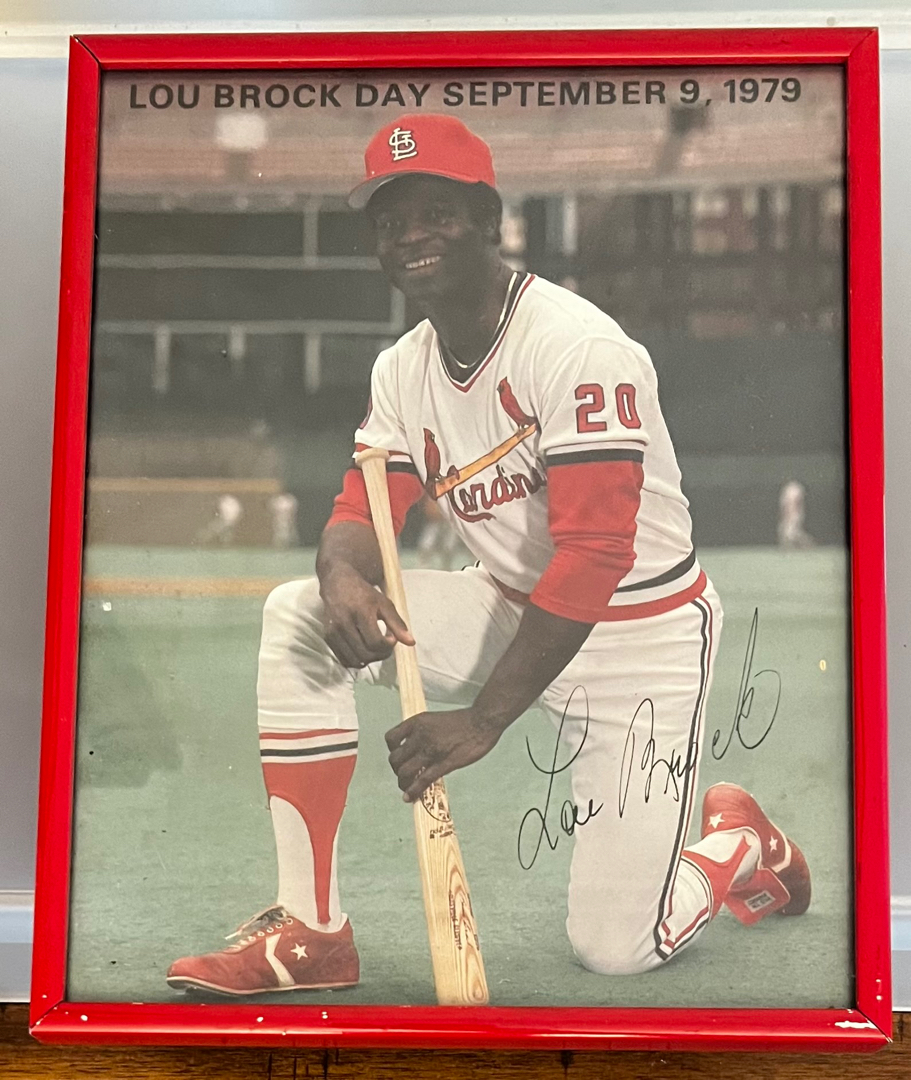 LOU BROCK DAY SEPTEMBER 9, 1979
STL
20
Cardinals
Lou Brock